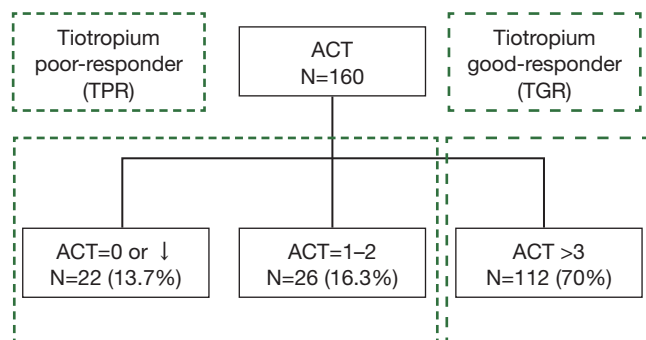 Tiotropium
poor-responder
(TPR)
ACT
N=160
Tiotropium
good-responder
(TGR)
ACT=0 or ↓
N=22 (13.7%)
ACT=1–2
N=26 (16.3%)
ACT >3
N=112 (70%)